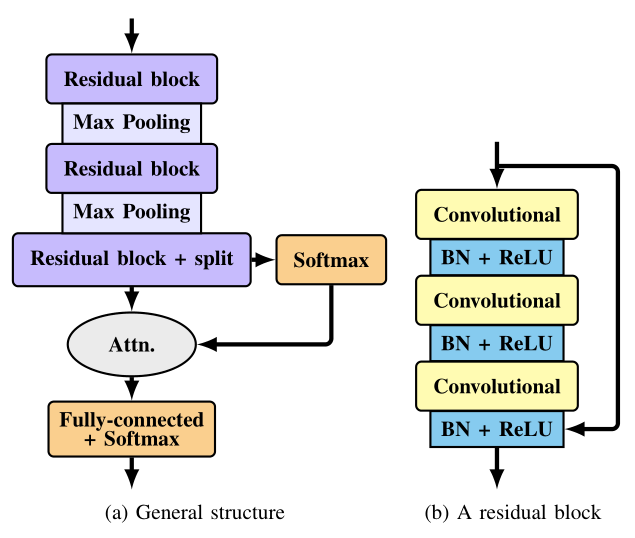 Residual block
Max Pooling
Residual block
Max Pooling
Residual block + split
Softmax
Attn.
Fully-connected
+ Softmax
(a) General structure
Convolutional
BN + ReLU
Convolutional
BN + ReLU
Convolutional
BN + ReLU
(b) A residual block